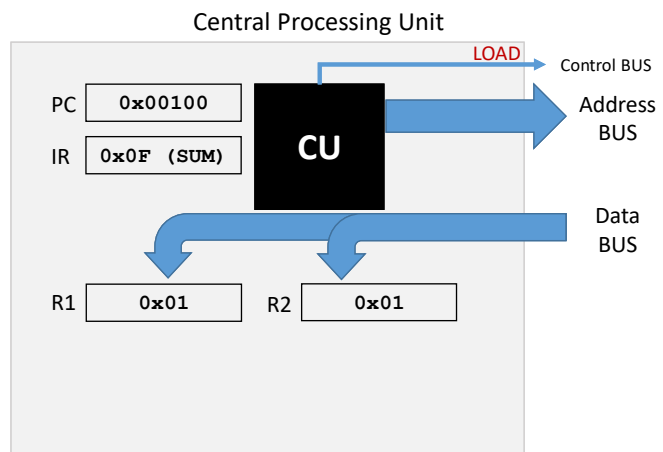 Central Processing Unit
LOAD
Control BUS
PC
0x00100
Address
BUS
IR
0x0F (SUM)
CU
Data
BUS
R1
0x01
R2
0x01